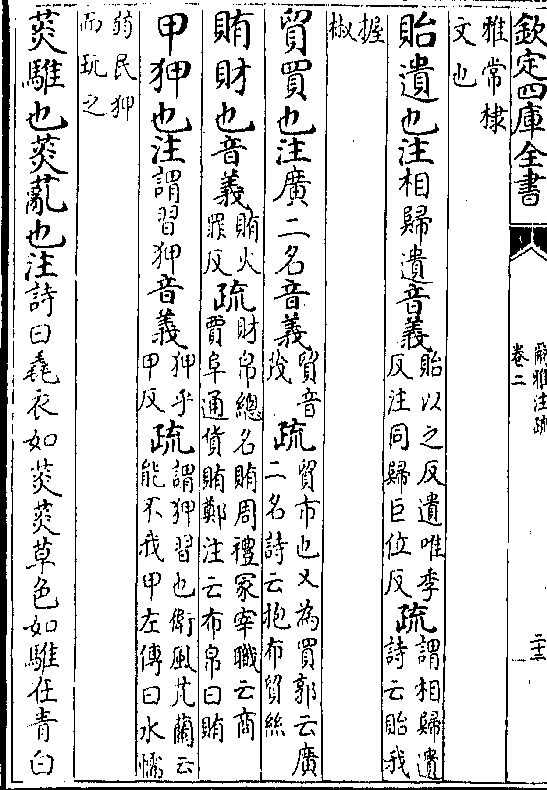 欽定四庫全書
爾雅注疏
卷二
二十三
雅常棣
文也
貽遺也注相歸遺音義
貽以之反遺唯季
反注同歸巨位反
疏
謂相歸遺
詩云貽我
握
椒
貿買也注廣二名音義
貿音
茂
疏
貿市也又為買郭云廣
二名詩云抱布貿絲
賄財也音義
賄火
罪反
疏
財帛總名賄周禮冢宰職云商
賈阜通貨賄鄭注云布帛曰賄
甲狎也注謂習狎音義
狎乎
甲反
疏
謂狎習也衛風芄蘭云
能不我甲左傳曰水懦
弱民狎
而玩之
菼騅也菼薍也注詩曰毳衣如菼菼草色如騅在青白